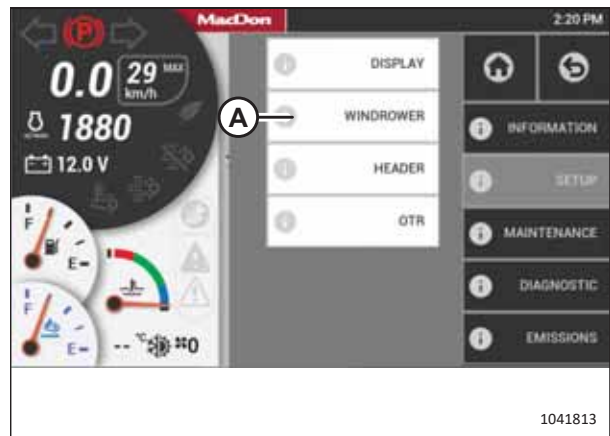 MacDon
2:20 PM
P
0.0
29 MAX
km/h
1880
12.0 V
F
E
F
E
-- °C
0
A
DISPLAY
WINDROWER
HEADER
OTR
INFORMATION
SETUP
MAINTENANCE
DIAGNOSTIC
EMISSIONS
1041813